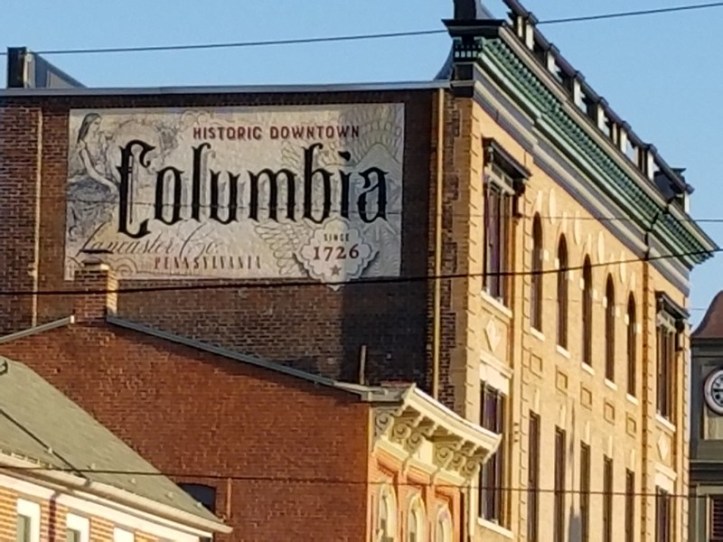 HISTORIC DOWNTOWN
Columbia
Lancaster Co.
PENNSYLVANIA
SINCE
1726